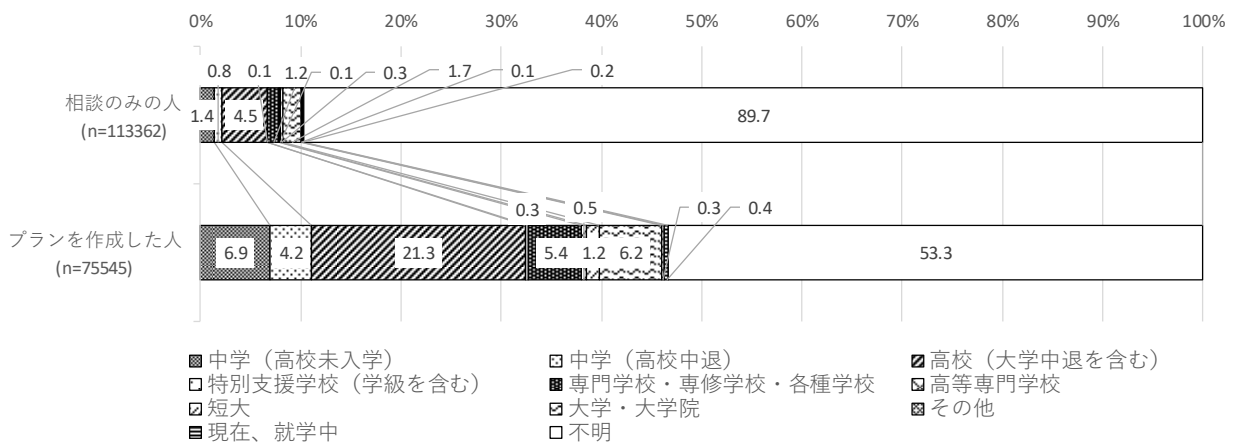 0% 10% 20% 30% 40% 50% 60% 70% 80% 90% 100%
0.8 0.1 1.2 0.1 0.3 1.7 0.1 0.2
相談のみの人
(n=113362)
1.4 4.5 89.7
0.3 0.5 0.3 0.4
プランを作成した人
(n=75545)
6.9 4.2 21.3 5.4 1.2 6.2 53.3
中学（高校未入学） 中学（高校中退） 高校（大学中退を含む）
特別支援学校（学級を含む） 専門学校・専修学校・各種学校 高等専門学校
短大 大学・大学院 その他
現在、就学中 不明